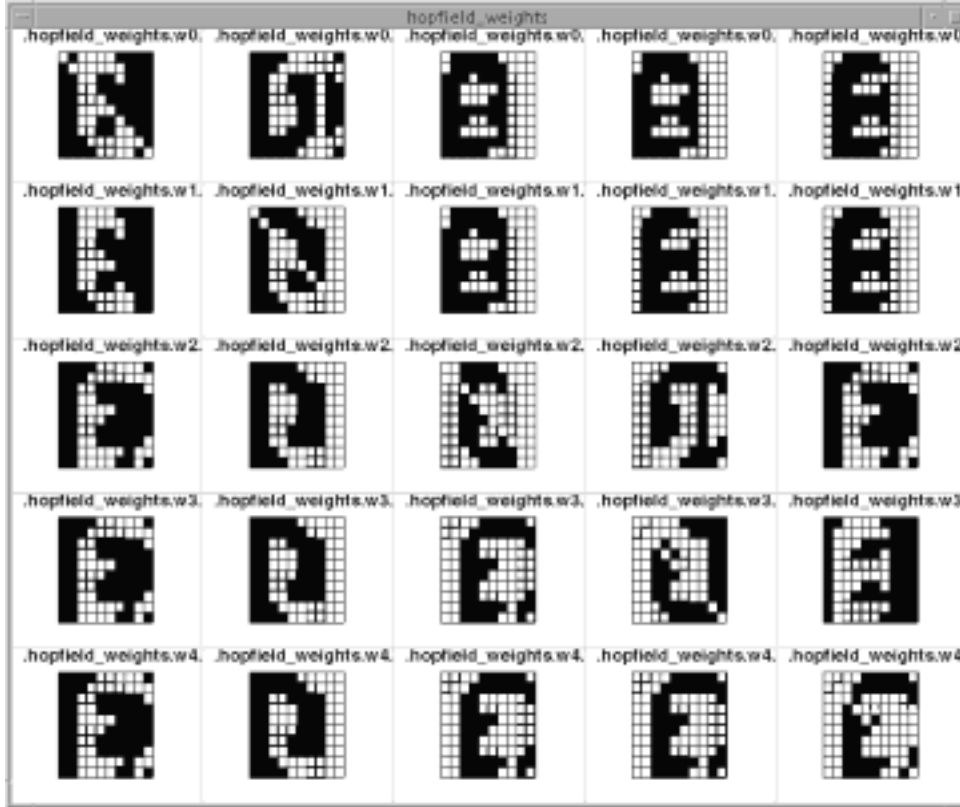 hopfield_weights
.hopfield_weights.w0. .hopfield_weights.w0. .hopfield_weights.w0. .hopfield_weights.w0. .hopfield_weights.w0
.hopfield_weights.w1. .hopfield_weights.w1. .hopfield_weights.w1. .hopfield_weights.w1. .hopfield_weights.w1
.hopfield_weights.w2. .hopfield_weights.w2. .hopfield_weights.w2. .hopfield_weights.w2. .hopfield_weights.w2
.hopfield_weights.w3. .hopfield_weights.w3. .hopfield_weights.w3. .hopfield_weights.w3. .hopfield_weights.w3
.hopfield_weights.w4. .hopfield_weights.w4. .hopfield_weights.w4. .hopfield_weights.w4. .hopfield_weights.w4